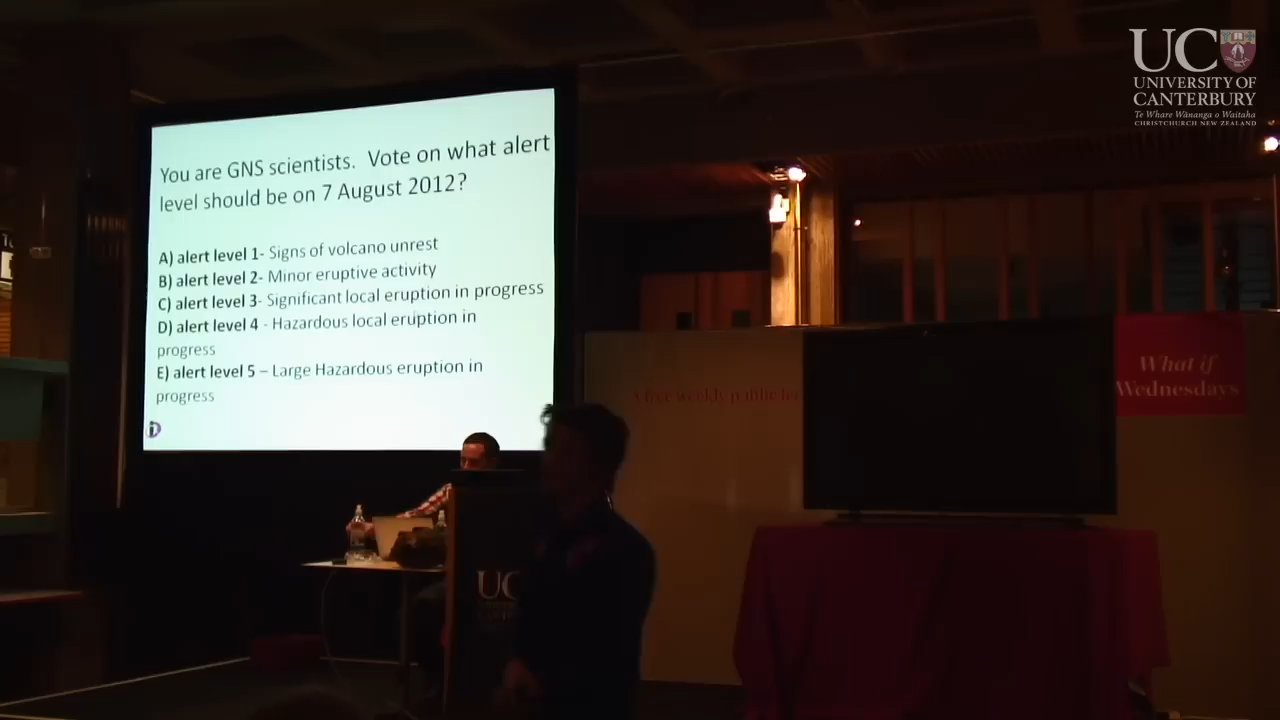 You are GNS scientists. Vote on what alert
level should be on 7 August 2012?
A) alert level 1- Signs of volcano unrest
B) alert level 2- Minor eruptive activity
C) alert level 3- Significant local eruption in progress
D) alert level 4 - Hazardous local eruption in
progress
E) alert level 5 – Large Hazardous eruption in
progress
UC
UNIVERSITY OF
CANTERBURY
Te Whare Wānanga o Waitaha
CHRISTCHURCH NEW ZEALAND
What if
Wednesdays
A free weekly public
UC